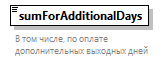 sumForAdditionalDays
В том числе, по оплате
дополнительных выходных дней